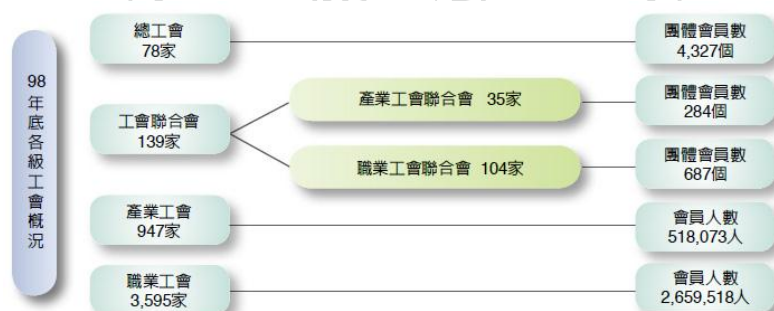 98年底各級工會概況
總工會
78家
團體會員數
4,327個
工會聯合會
139家
產業工會聯合會 35家
團體會員數
284個
職業工會聯合會 104家
團體會員數
687個
產業工會
947家
會員人數
518,073人
職業工會
3,595家
會員人數
2,659,518人